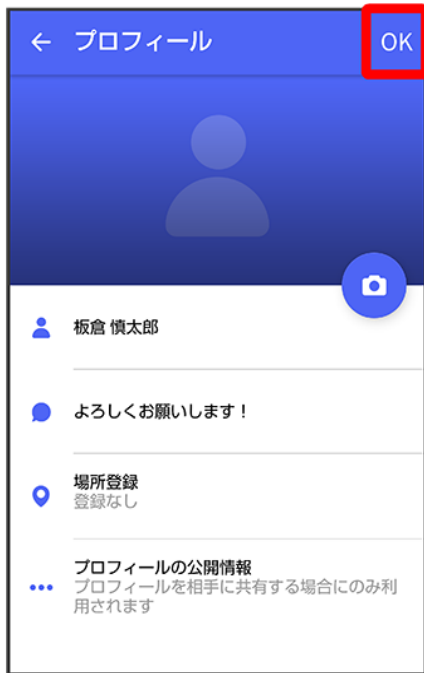 プロフィール OK
板倉 慎太郎
よろしくお願いします！
場所登録
登録なし
プロフィールの公開情報
プロフィールを相手に共有する場合にのみ利
用されます